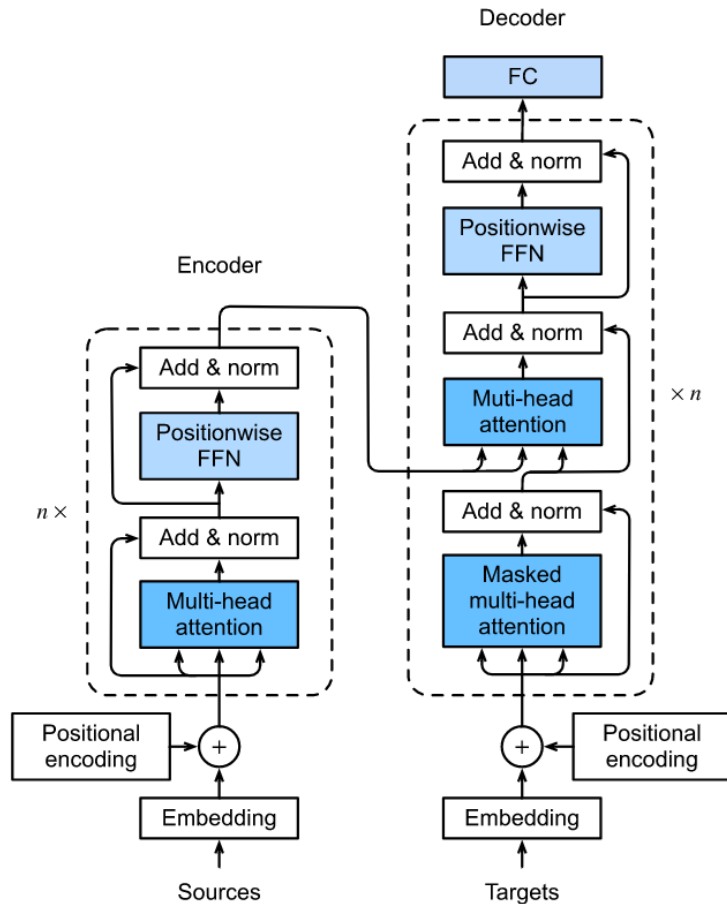 Decoder
FC
Add & norm
Positionwise
FFN
Add & norm
Muti-head
attention
× n
Add & norm
Masked
multi-head
attention
Positional
encoding
+
Embedding
Targets
Encoder
Add & norm
Positionwise
FFN
n ×
Add & norm
Multi-head
attention
Positional
encoding
+
Embedding
Sources